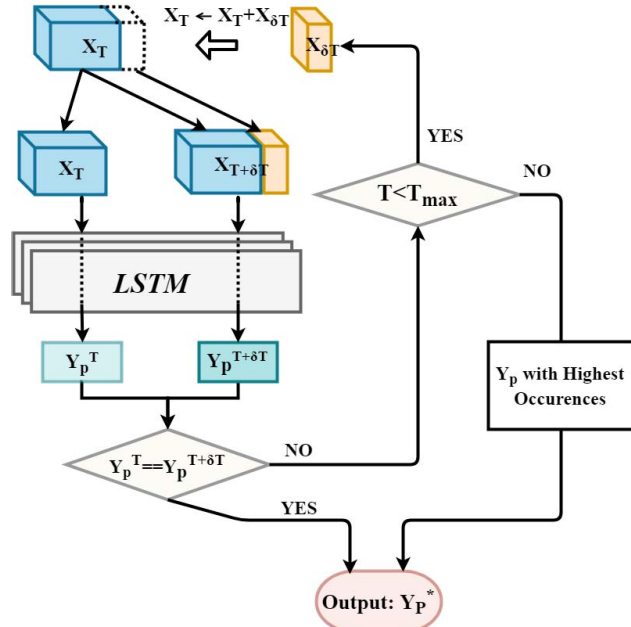 X_T ← X_T+X_δT
X_T
X_δT
YES
X_T
X_T+δT
T<T_max
NO
LSTM
Y_p^T
Y_p^T+δT
Y_p with Highest
Occurences
Y_p^T==Y_p^T+δT
NO
YES
Output: Y_P^*